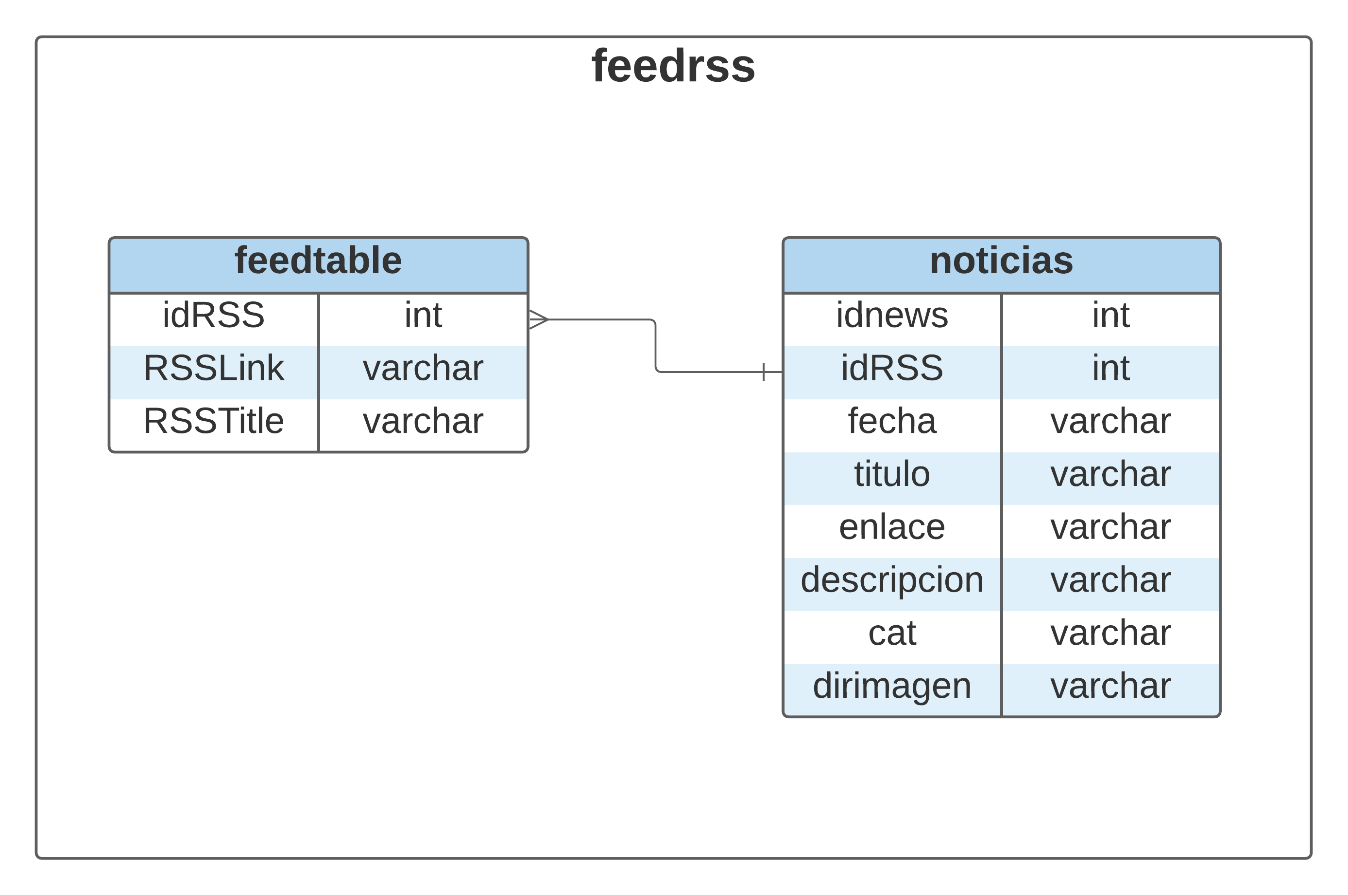 feedrss
feedtable
idRSS int
RSSLink varchar
RSSTitle varchar
noticias
idnews int
idRSS int
fecha varchar
titulo varchar
enlace varchar
descripcion varchar
cat varchar
dirimagen varchar